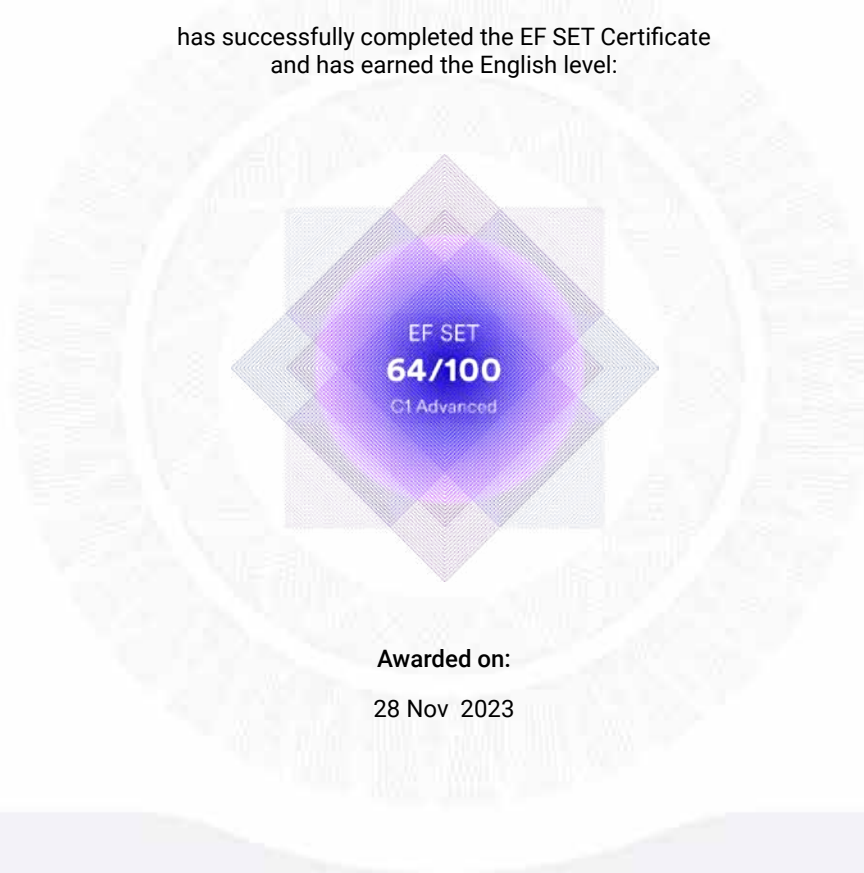 has successfully completed the EF SET Certificate
and has earned the English level:
EF SET
64/100
C1 Advanced
Awarded on:
28 Nov 2023